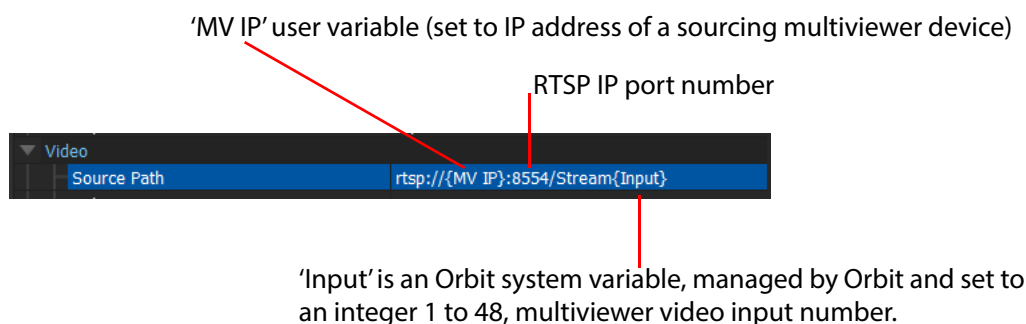 ‘MV IP’ user variable (set to IP address of a sourcing multiviewer device)
RTSP IP port number
Video
Source Path rtsp://{MV IP}:8554/Stream{Input}
‘Input’ is an Orbit system variable, managed by Orbit and set to
an integer 1 to 48, multiviewer video input number.